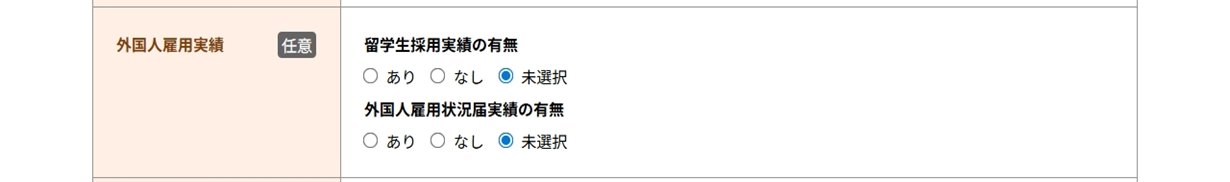 外国人雇用実績 任意
留学生採用実績の有無
あり なし 未選択
外国人雇用状況届実績の有無
あり なし 未選択